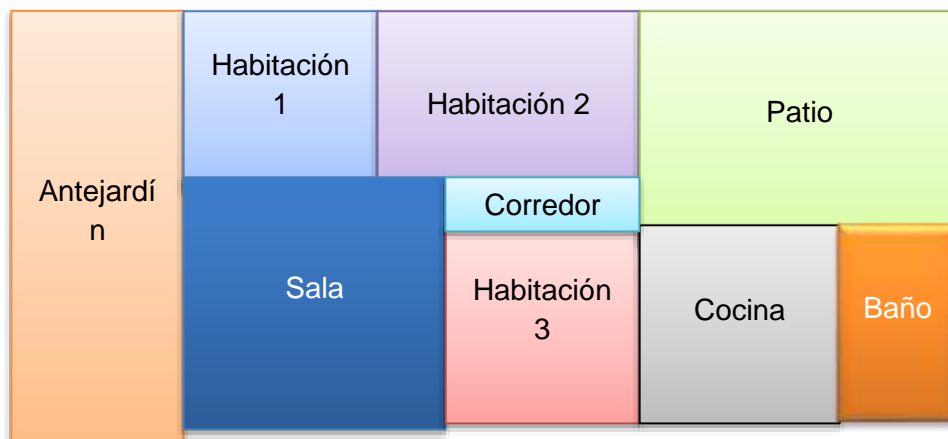 Habitación
1
Habitación 2
Patio
Antejardí
n
Corredor
Sala
Habitación
3
Cocina
Baño